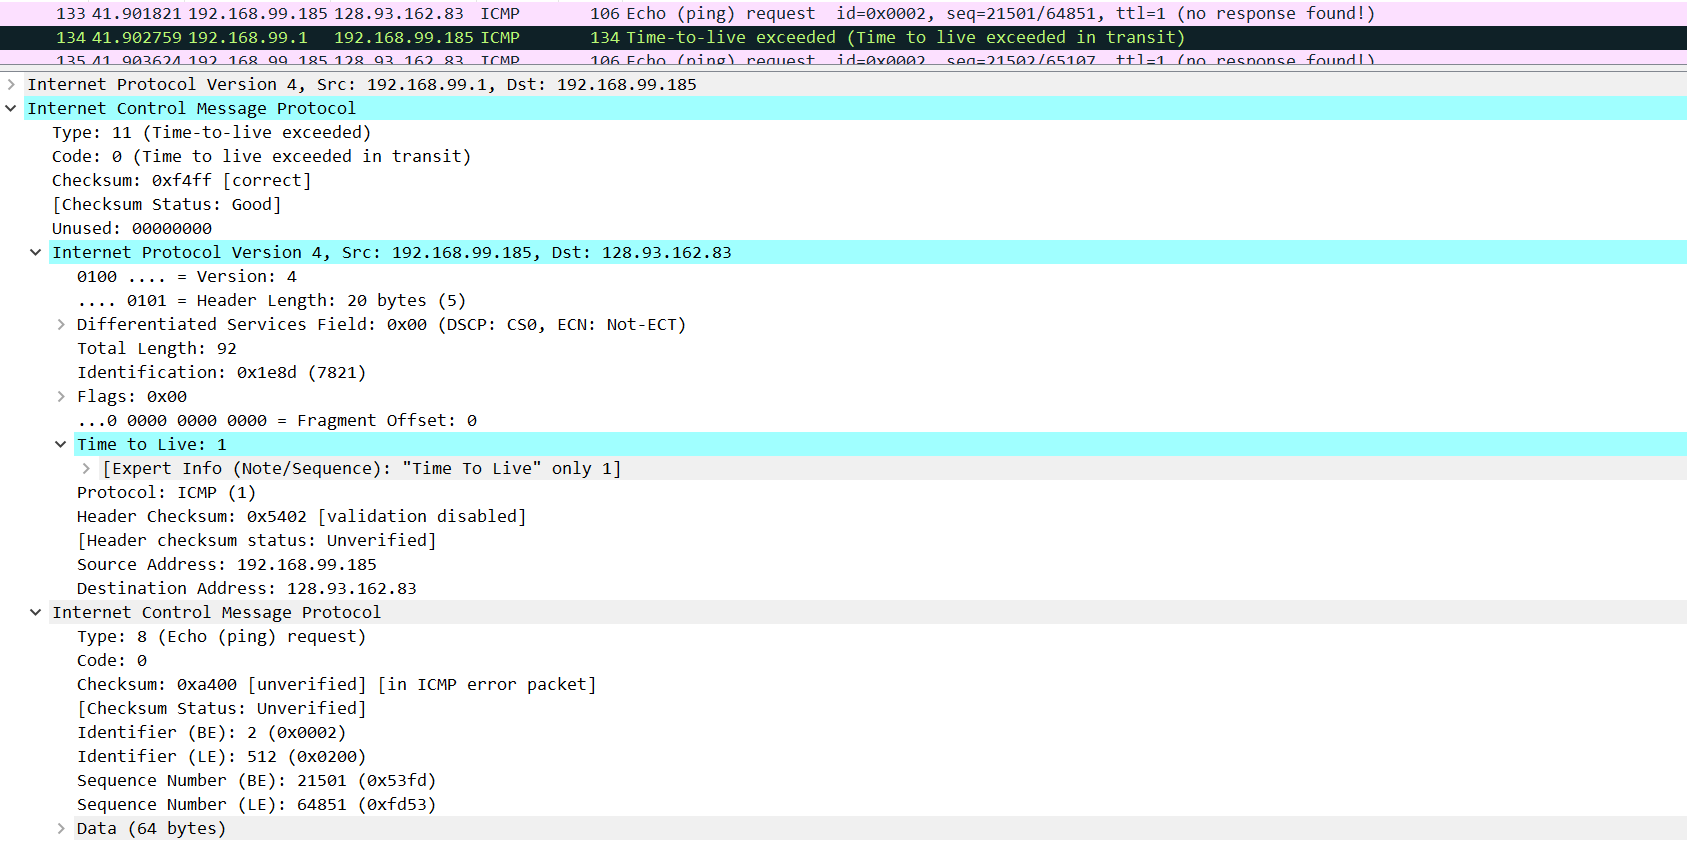 133 41.901821 192.168.99.185 128.93.162.83 ICMP 106 Echo (ping) request id=0x0002, seq=21501/64851, ttl=1 (no response found!)
134 41.902759 192.168.99.1 192.168.99.185 ICMP 134 Time-to-live exceeded (Time to live exceeded in transit)
135 41.903624 192.168.99.185 128.93.162.83 ICMP 106 Echo (ping) request id=0x0002, seq=21502/65107, ttl=1 (no response found!)
Internet Protocol Version 4, Src: 192.168.99.1, Dst: 192.168.99.185
Internet Control Message Protocol
Type: 11 (Time-to-live exceeded)
Code: 0 (Time to live exceeded in transit)
Checksum: 0xf4ff [correct]
[Checksum Status: Good]
Unused: 00000000
Internet Protocol Version 4, Src: 192.168.99.185, Dst: 128.93.162.83
0100 .... = Version: 4
.... 0101 = Header Length: 20 bytes (5)
Differentiated Services Field: 0x00 (DSCP: CS0, ECN: Not-ECT)
Total Length: 92
Identification: 0x1e8d (7821)
Flags: 0x00
...0 0000 0000 0000 = Fragment Offset: 0
Time to Live: 1
[Expert Info (Note/Sequence): "Time To Live" only 1]
Protocol: ICMP (1)
Header Checksum: 0x5402 [validation disabled]
[Header checksum status: Unverified]
Source Address: 192.168.99.185
Destination Address: 128.93.162.83
Internet Control Message Protocol
Type: 8 (Echo (ping) request)
Code: 0
Checksum: 0xa400 [unverified] [in ICMP error packet]
[Checksum Status: Unverified]
Identifier (BE): 2 (0x0002)
Identifier (LE): 512 (0x0200)
Sequence Number (BE): 21501 (0x53fd)
Sequence Number (LE): 64851 (0xfd53)
Data (64 bytes)